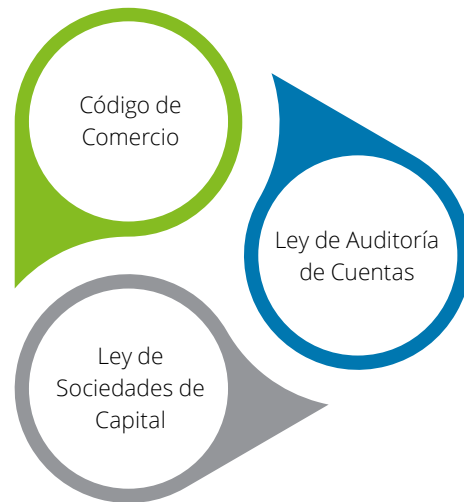 Código de
Comercio
Ley de Auditoría
de Cuentas
Ley de
Sociedades de
Capital